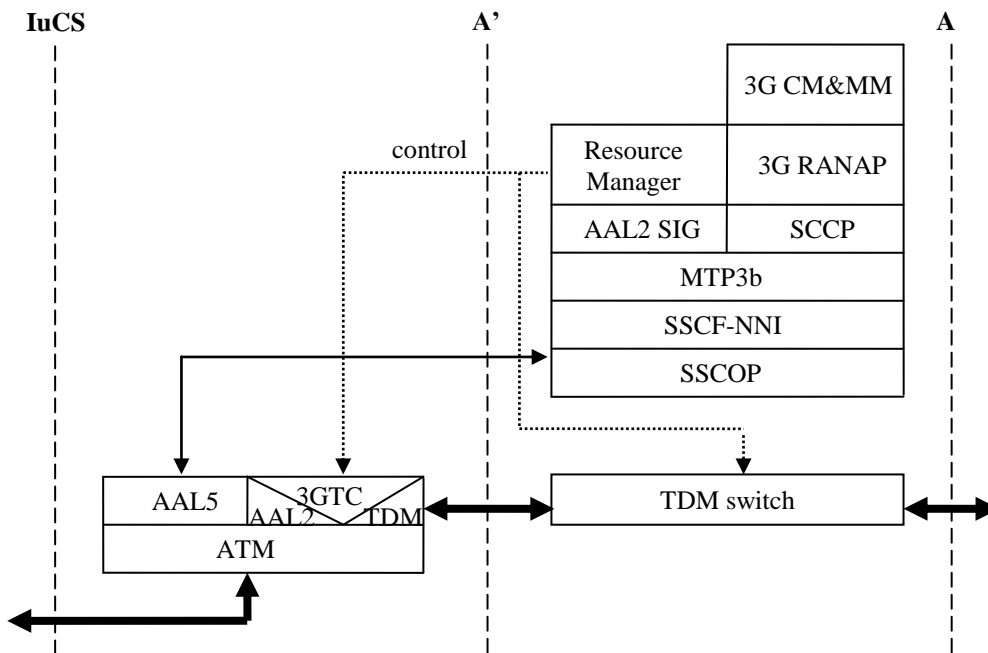 IuCS
A’
A
3G CM&MM
control
Resource
Manager
3G RANAP
AAL2 SIG
SCCP
MTP3b
SSCF-NNI
SSCOP
AAL5
3GTC
AAL2
TDM
TDM switch
ATM